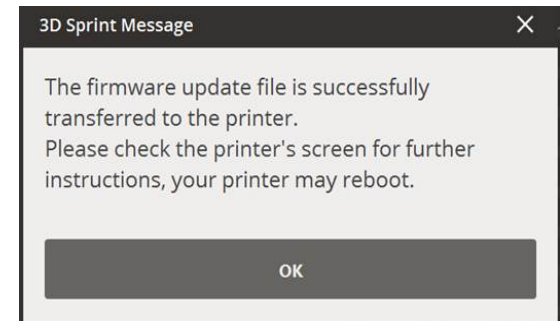 3D Sprint Message
The firmware update file is successfully
transferred to the printer.
Please check the printer's screen for further
instructions, your printer may reboot.
OK